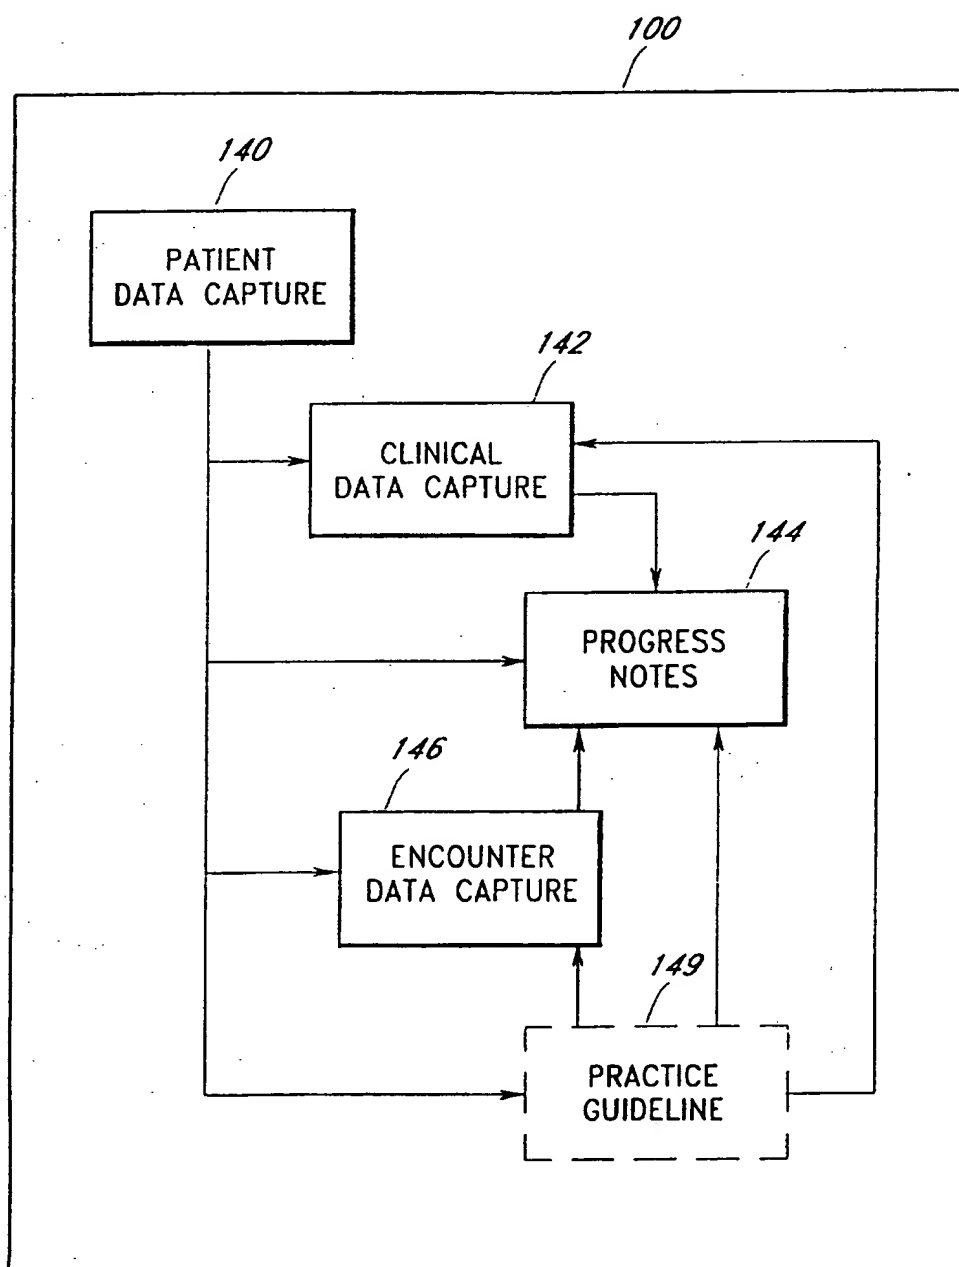 100
140
PATIENT
DATA CAPTURE
142
CLINICAL
DATA CAPTURE
144
PROGRESS
NOTES
146
ENCOUNTER
DATA CAPTURE
149
PRACTICE
GUIDELINE